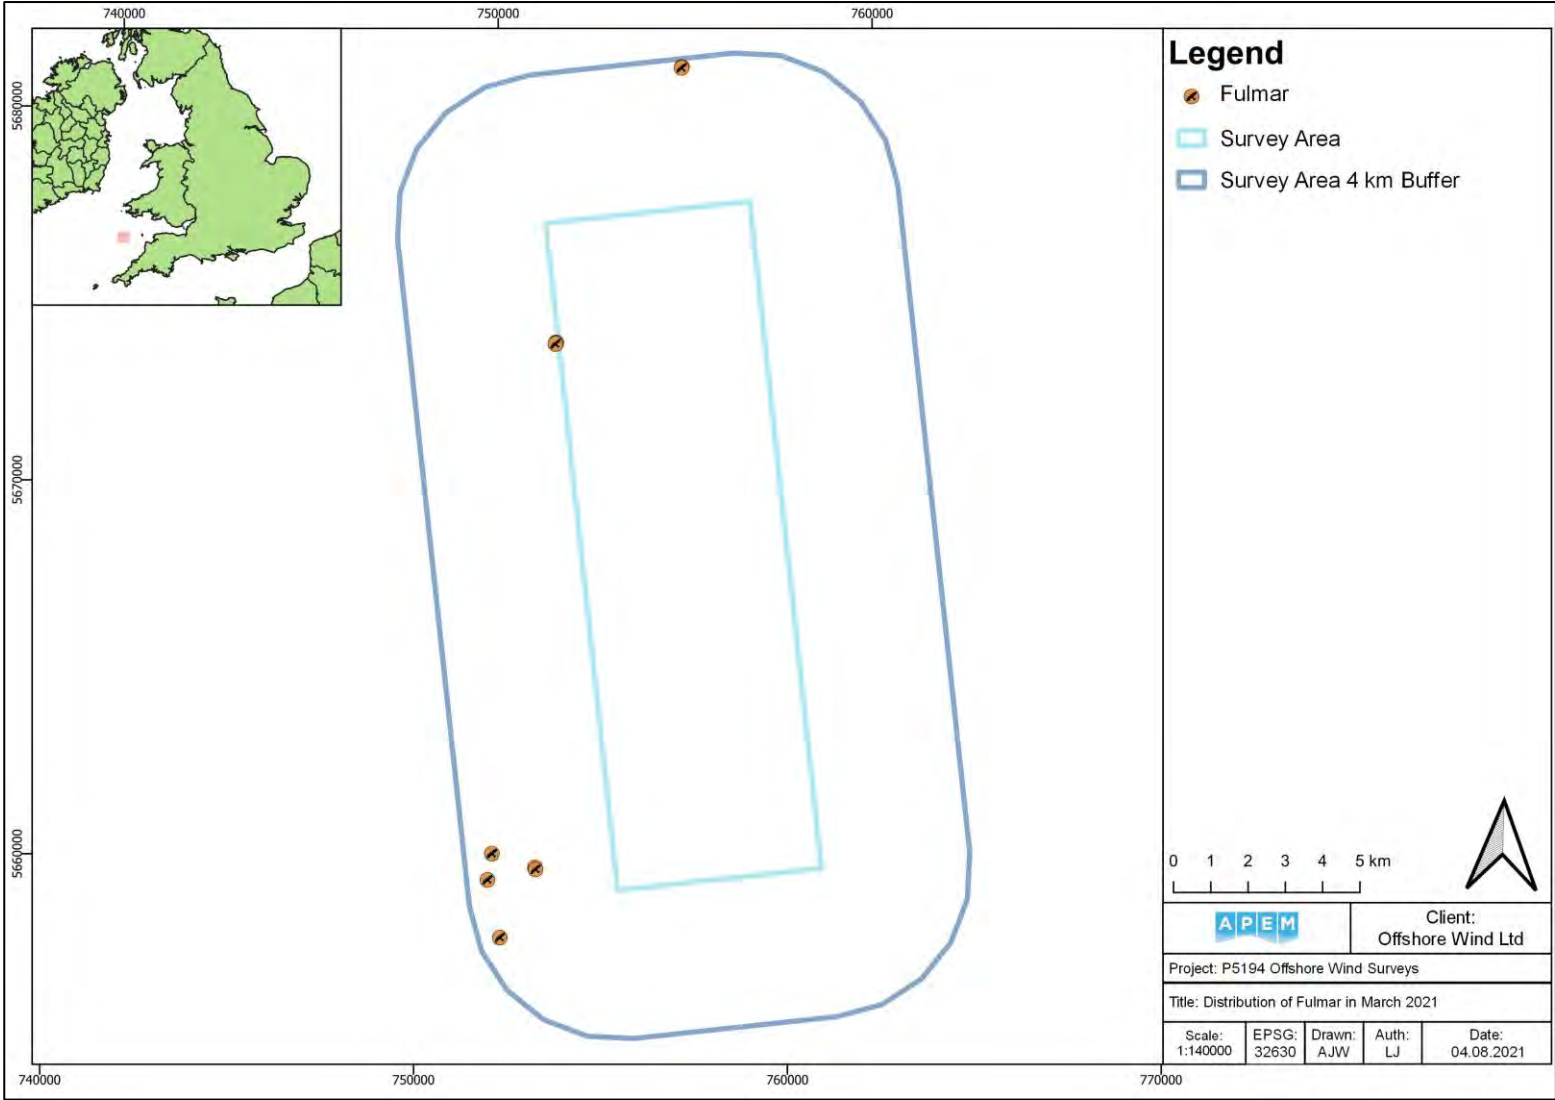 740000
750000
760000
5680000
5670000
5660000
740000
750000
760000
770000
Legend
Fulmar
Survey Area
Survey Area 4 km Buffer
0 1 2 3 4 5 km
APEM
Client:
Offshore Wind Ltd
Project: P5194 Offshore Wind Surveys
Title: Distribution of Fulmar in March 2021
Scale:
1:140000
EPSG:
32630
Drawn:
AJW
Auth:
LJ
Date:
04.08.2021